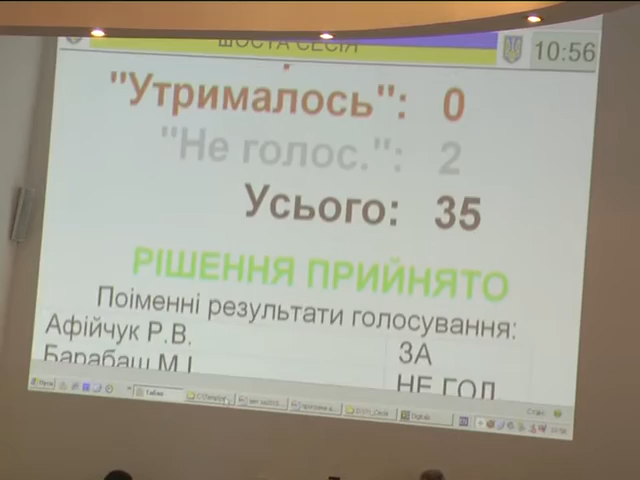 ШОСТА СЕСІЯ
10:56
"Утрималось": 0
"Не голос.": 2
Усього: 35
РІШЕННЯ ПРИЙНЯТО
Поіменні результати голосування:
Афійчук Р.В. ЗА
Барабаш М.І. НЕ ГОЛ